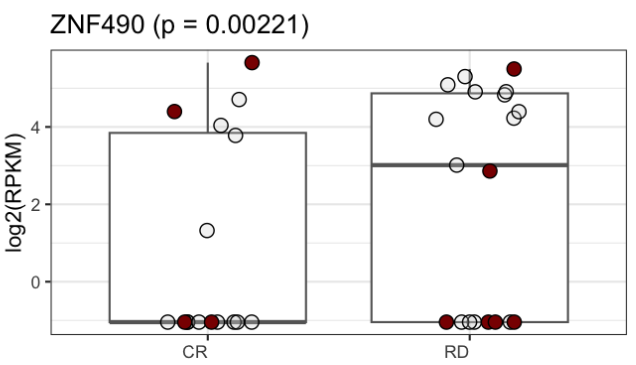 ZNF490 (p = 0.00221)
log2(RPKM)
4
2
0
CR
RD